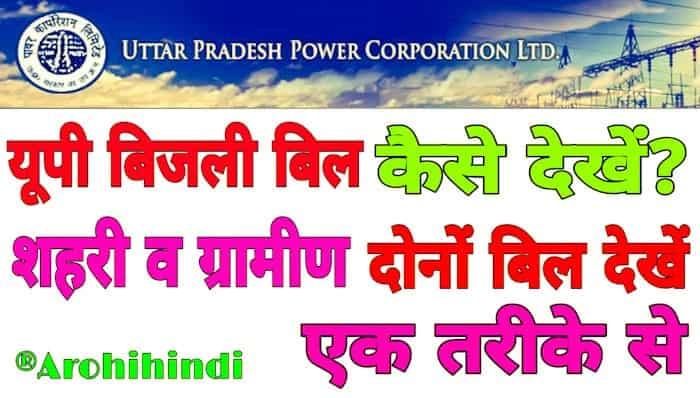 UTTAR PRADESH POWER CORPORATION LTD.
यूपी बिजली बिल कैसे देखें?
शहरी व ग्रामीण दोनों बिल देखें
एक तरीके से
®Arohihindi